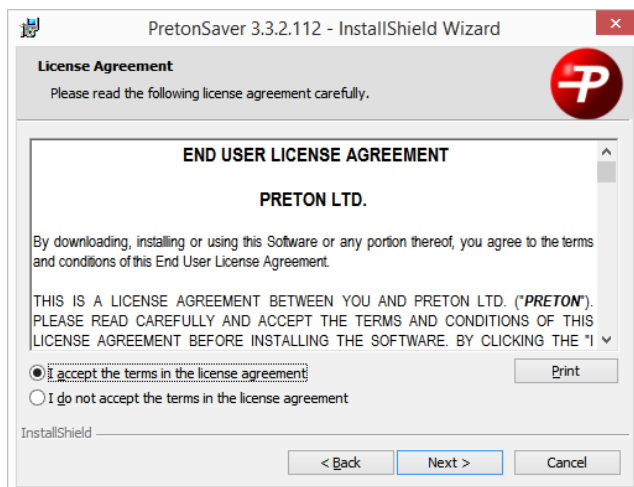 PretonSaver 3.3.2.112 - InstallShield Wizard
License Agreement
Please read the following license agreement carefully.
END USER LICENSE AGREEMENT
PRETON LTD.
By downloading, installing or using this Software or any portion thereof, you agree to the terms
and conditions of this End User License Agreement.
THIS IS A LICENSE AGREEMENT BETWEEN YOU AND PRETON LTD. ("PRETON").
PLEASE READ CAREFULLY AND ACCEPT THE TERMS AND CONDITIONS OF THIS
LICENSE AGREEMENT BEFORE INSTALLING THE SOFTWARE. BY CLICKING THE "I
I accept the terms in the license agreement
Print
I do not accept the terms in the license agreement
InstallShield
< Back
Next >
Cancel